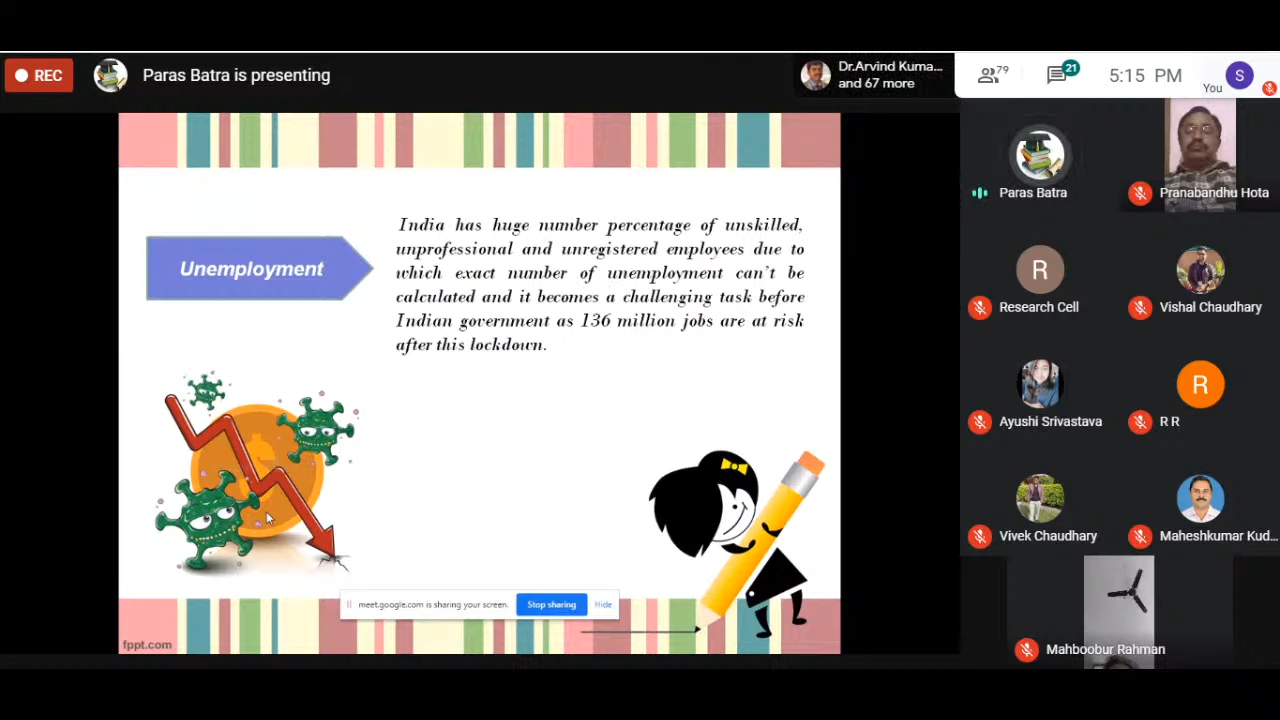 REC
Paras Batra is presenting
Dr.Arvind Kuma...
and 67 more
79
21
5:15 PM
You
S
Unemployment
India has huge number percentage of unskilled,
unprofessional and unregistered employees due to
which exact number of unemployment can't be
calculated and it becomes a challenging task before
Indian government as 136 million jobs are at risk
after this lockdown.
meet.google.com is sharing your screen.
Stop sharing
Hide
fppt.com
Paras Batra
Pranabandhu Hota
R
Research Cell
Vishal Chaudhary
Ayushi Srivastava
R
R R
Vivek Chaudhary
Maheshkumar Kud...
Mahboobur Rahman